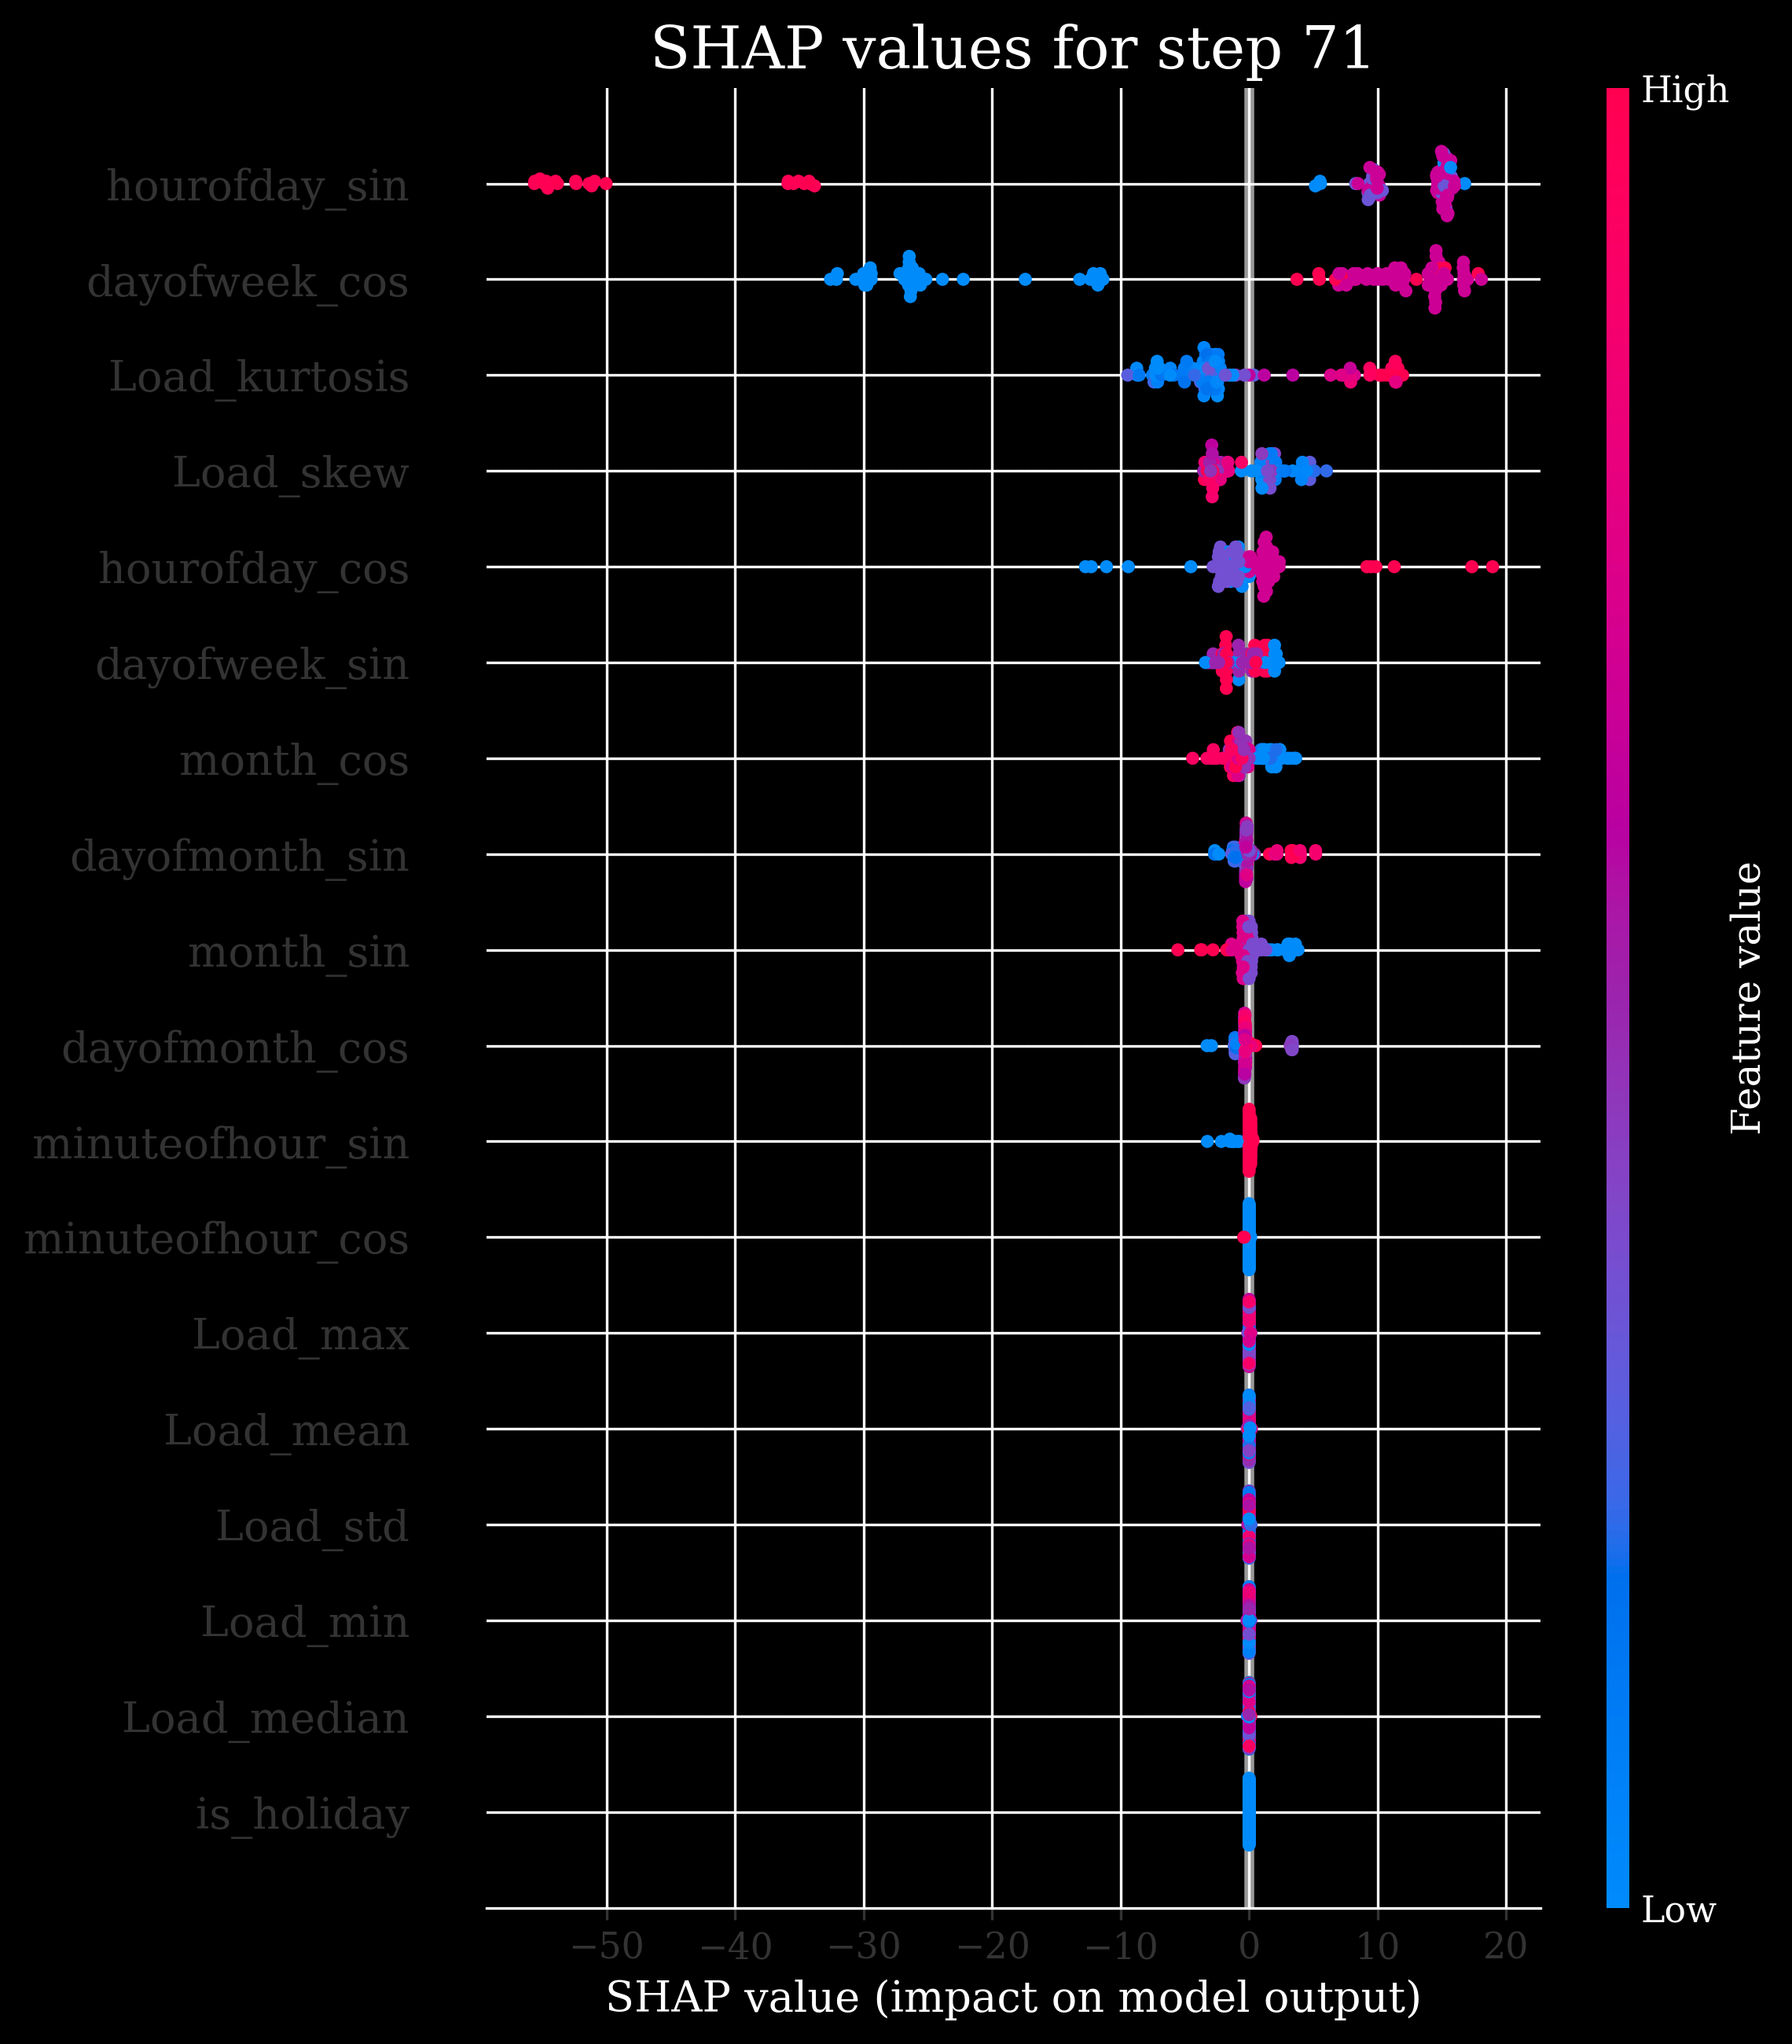 SHAP values for step 71
High
hourofday_sin
dayofweek_cos
Load_kurtosis
Load_skew
hourofday_cos
dayofweek_sin
month_cos
dayofmonth_sin
month_sin
dayofmonth_cos
minuteofhour_sin
minuteofhour_cos
Load_max
Load_mean
Load_std
Load_min
Load_median
is_holiday
Feature value
Low
−50 −40 −30 −20 −10 0 10 20
SHAP value (impact on model output)